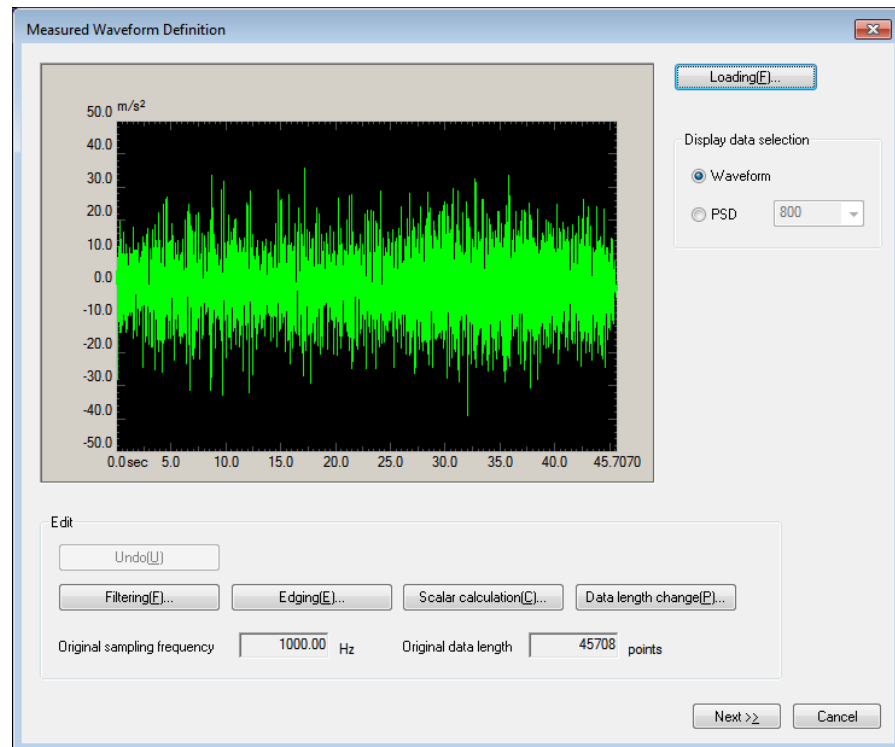 Measured Waveform Definition
Loading(F)...
50.0 m/s²
40.0
30.0
20.0
10.0
0.0
-10.0
-20.0
-30.0
-40.0
-50.0
0.0sec 5.0 10.0 15.0 20.0 25.0 30.0 35.0 40.0 45.7070
Display data selection
Waveform
PSD 800
Edit
Undo(U)
Filtering(F)... Edging(E)... Scalar calculation(C)... Data length change(P)...
Original sampling frequency 1000.00 Hz Original data length 45708 points
Next >> Cancel